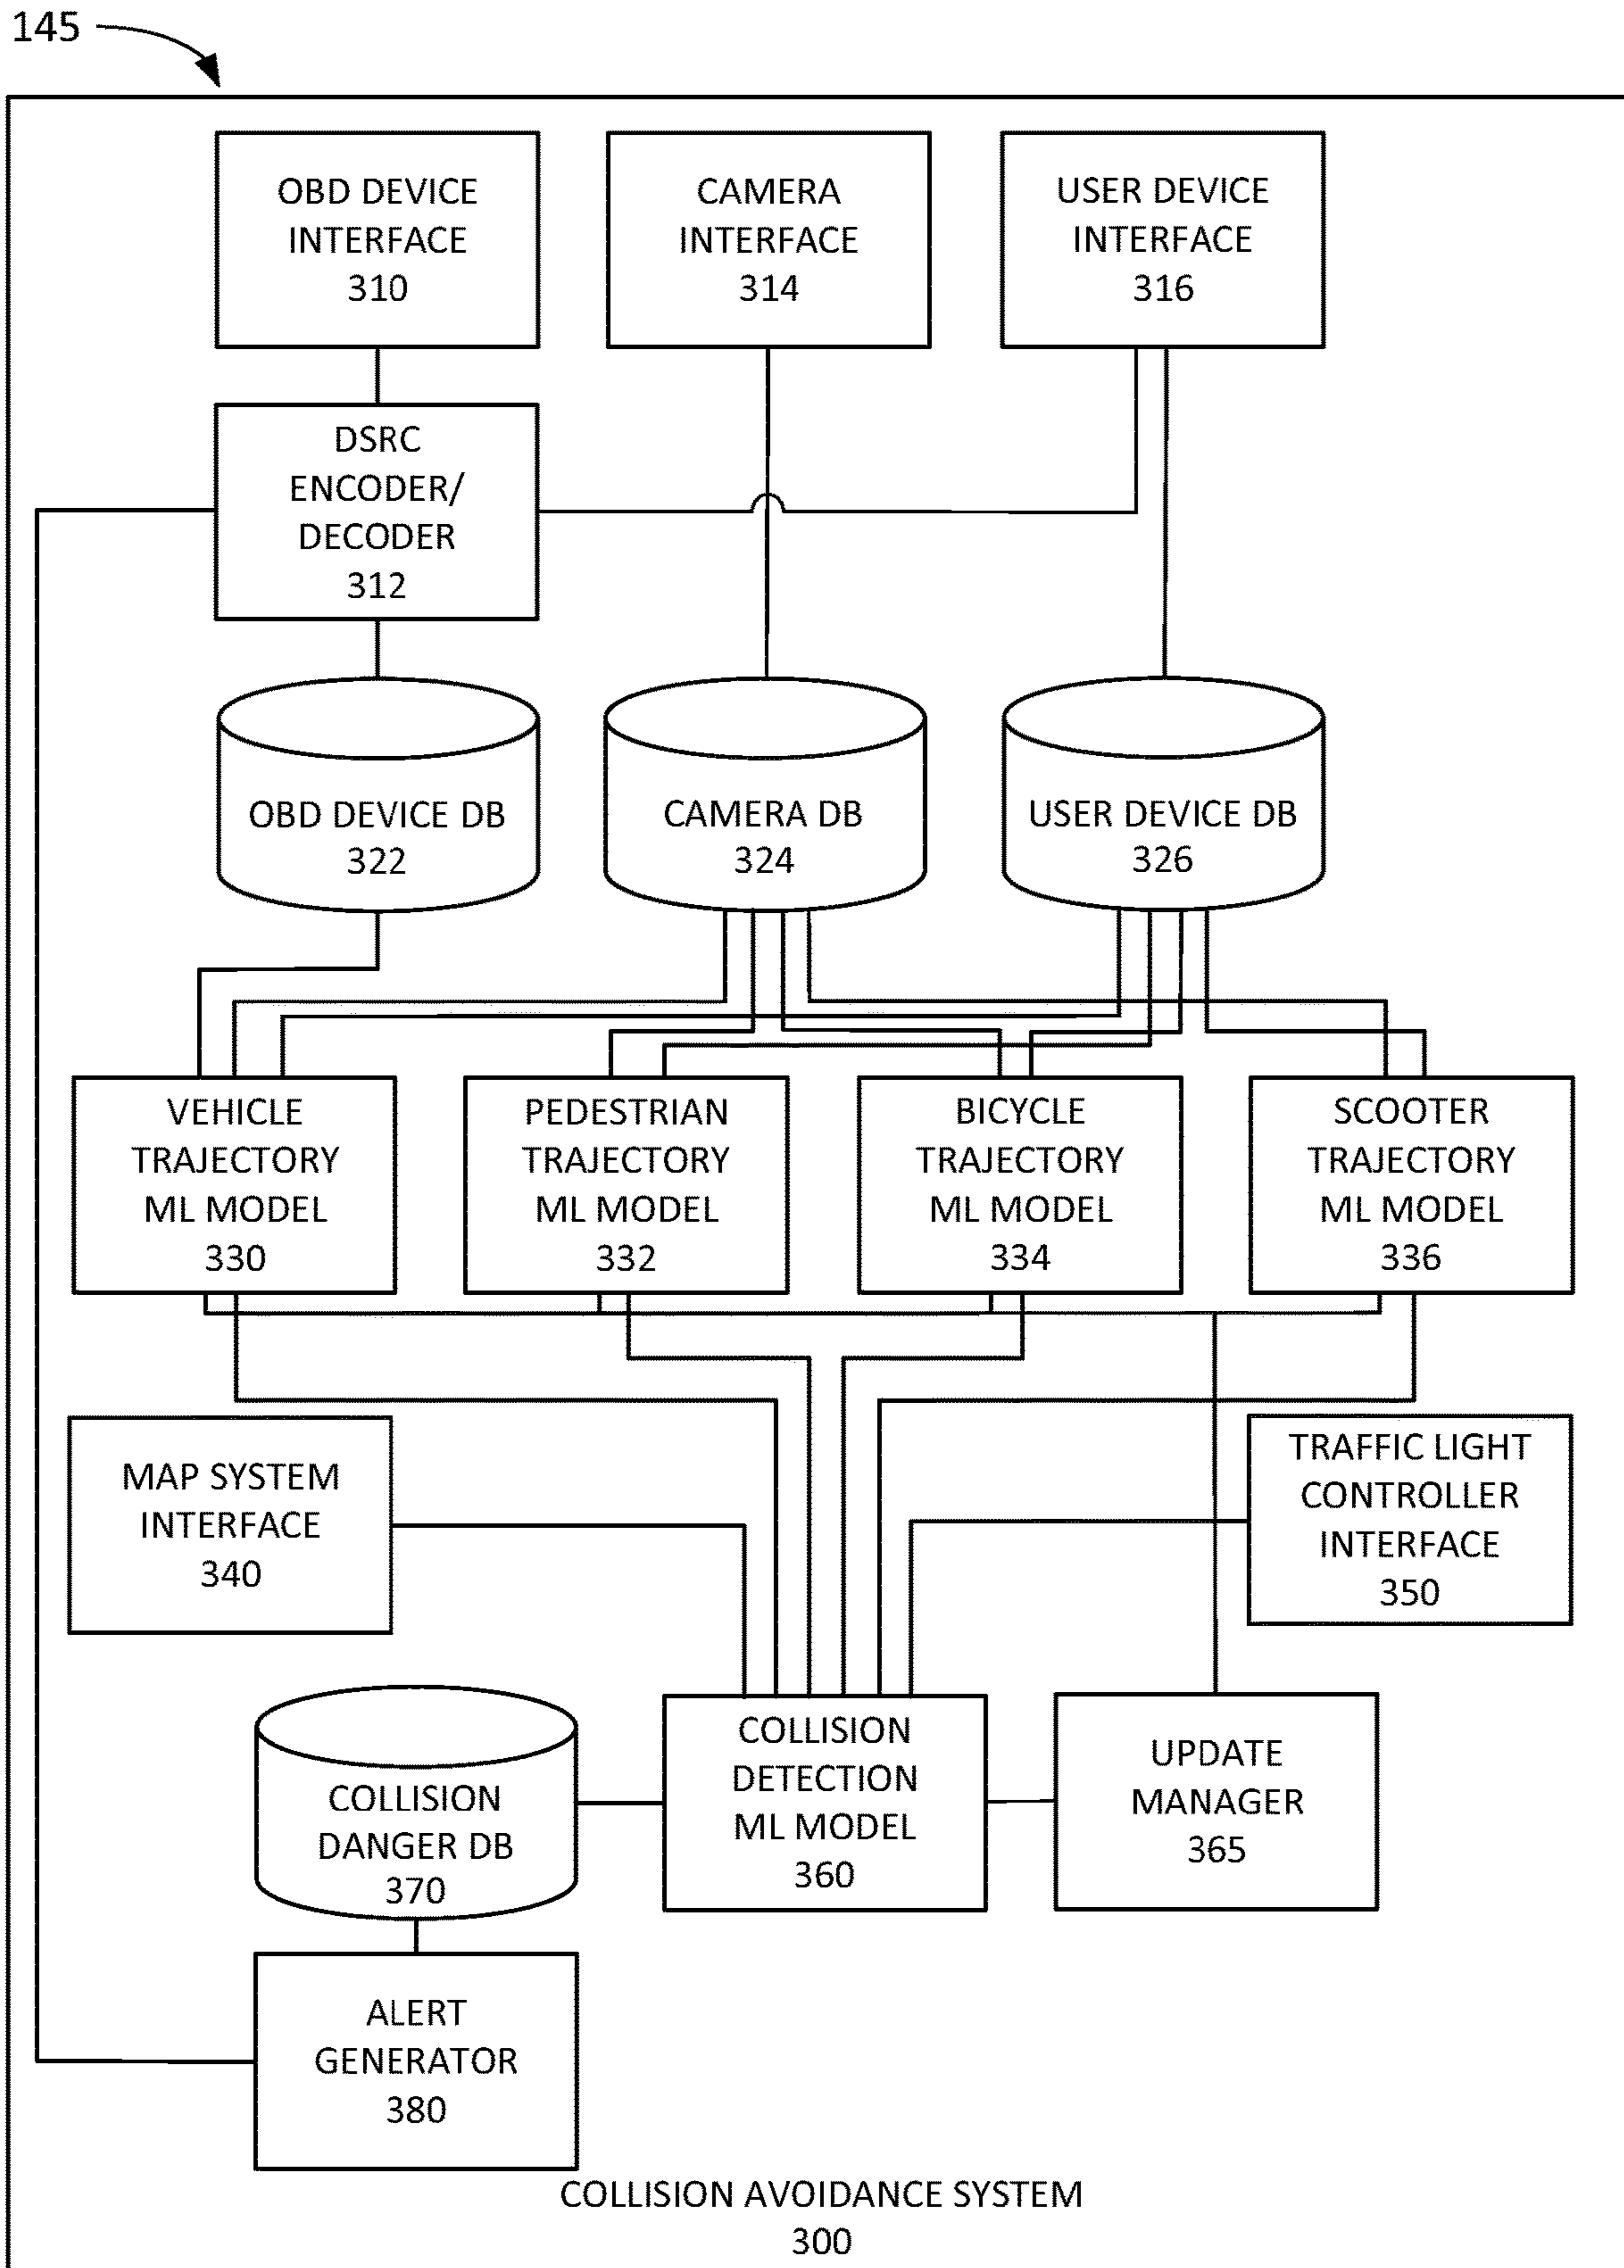 145
OBD DEVICE
INTERFACE
310
CAMERA
INTERFACE
314
USER DEVICE
INTERFACE
316
DSRC
ENCODER/
DECODER
312
OBD DEVICE DB
322
CAMERA DB
324
USER DEVICE DB
326
VEHICLE
TRAJECTORY
ML MODEL
330
PEDESTRIAN
TRAJECTORY
ML MODEL
332
BICYCLE
TRAJECTORY
ML MODEL
334
SCOOTER
TRAJECTORY
ML MODEL
336
MAP SYSTEM
INTERFACE
340
TRAFFIC LIGHT
CONTROLLER
INTERFACE
350
COLLISION
DANGER DB
370
COLLISION
DETECTION
ML MODEL
360
UPDATE
MANAGER
365
ALERT
GENERATOR
380
COLLISION AVOIDANCE SYSTEM
300